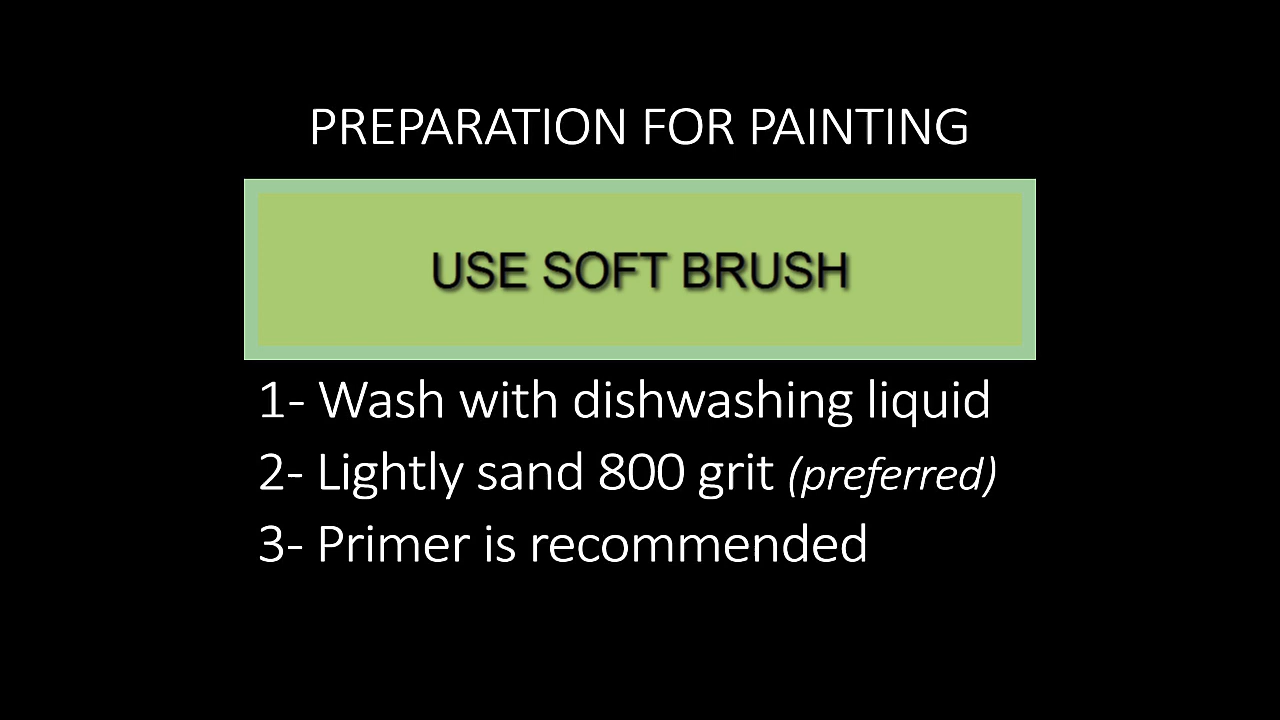 PREPARATION FOR PAINTING
USE SOFT BRUSH
1- Wash with dishwashing liquid
2- Lightly sand 800 grit (preferred)
3- Primer is recommended